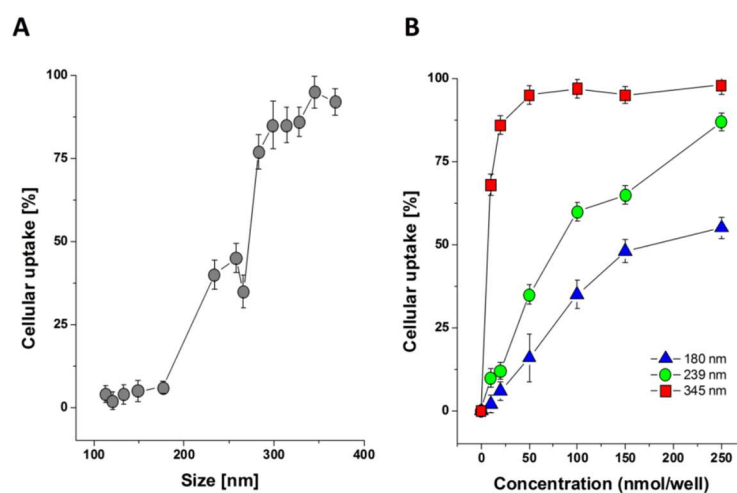 A
Cellular uptake [%]
100
75
50
25
0
100
200
300
400
Size [nm]
B
Cellular uptake [%]
100
75
50
25
0
180 nm
239 nm
345 nm
0
50
100
150
200
250
Concentration (nmol/well)